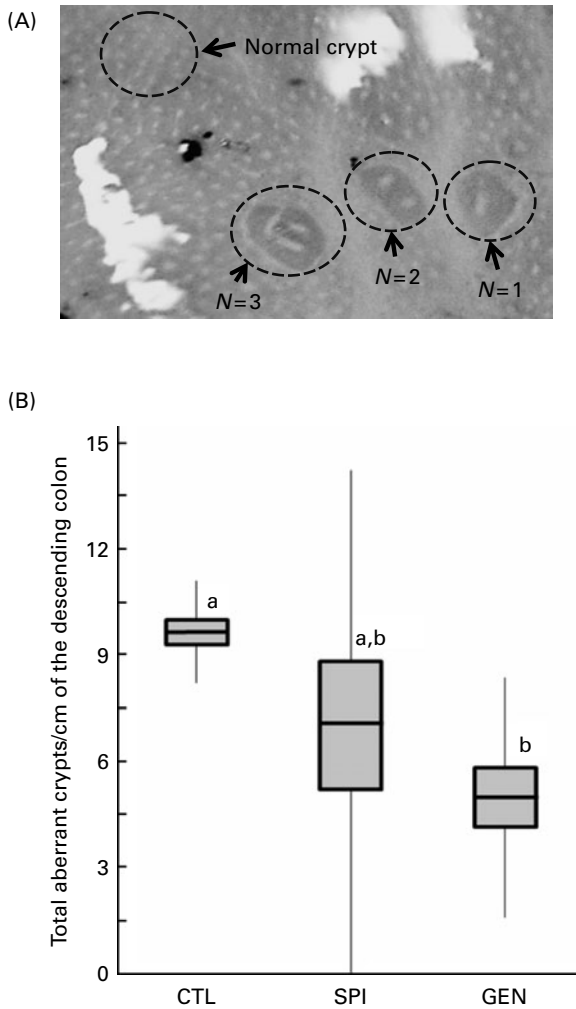 (A)
Normal crypt
N=3
N=2
N=1
(B)
Total aberrant crypts/cm of the descending colon
15
12
9
6
3
0
a
a,b
b
CTL
SPI
GEN